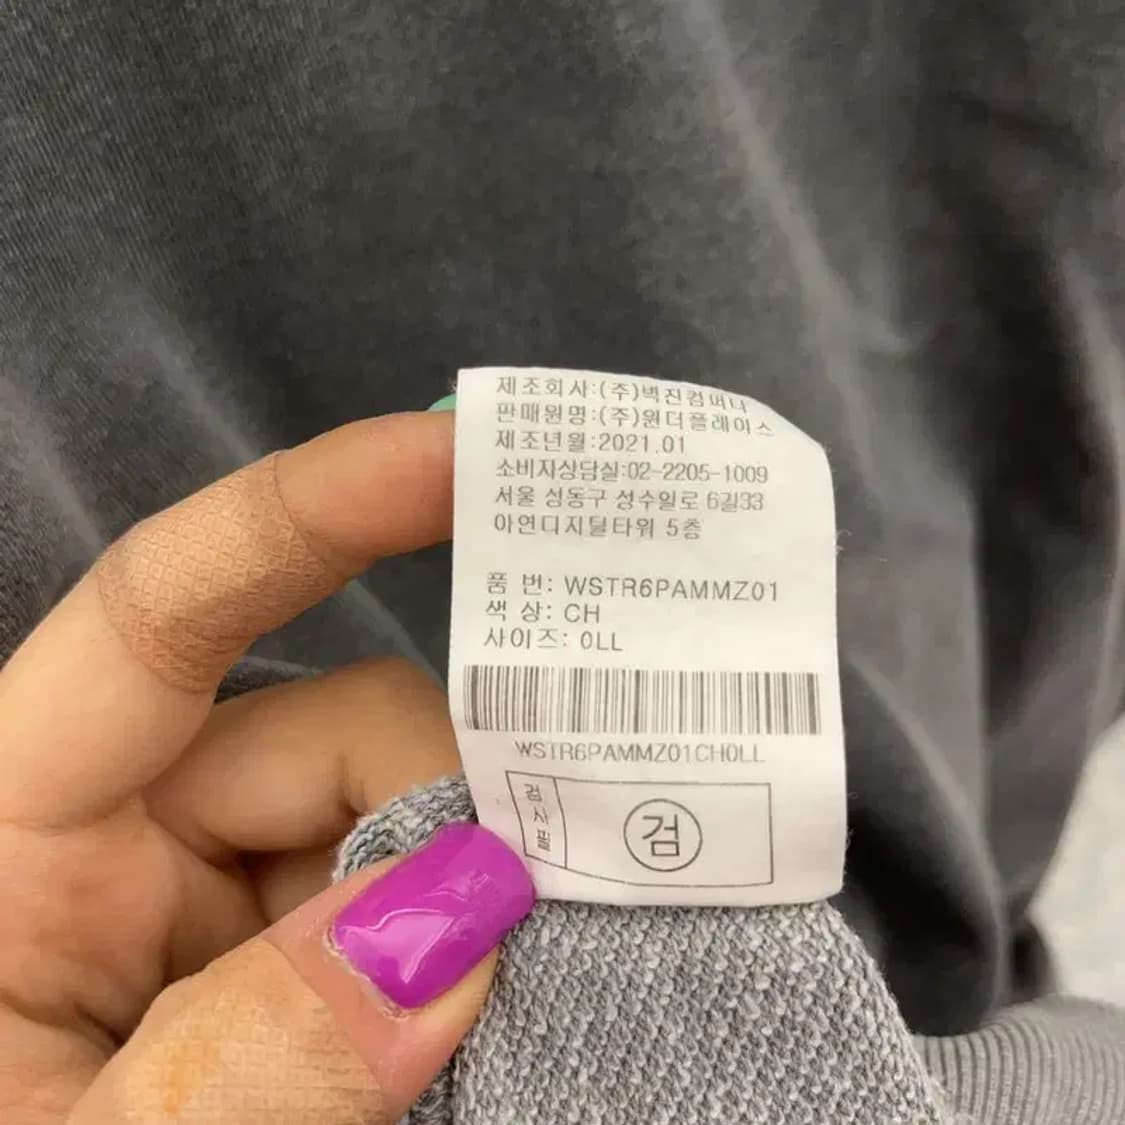 제조회사:(주)벽진컴퍼니
판매원명:(주)원더플레이스
제조년월:2021.01
소비자상담실:02-2205-1009
서울 성동구 성수일로 6길33
아연디지털타워 5층
품 번: WSTR6PAMMZ01
색 상: CH
사이즈: 0LL
WSTR6PAMMZ01CH0LL
검사필
검